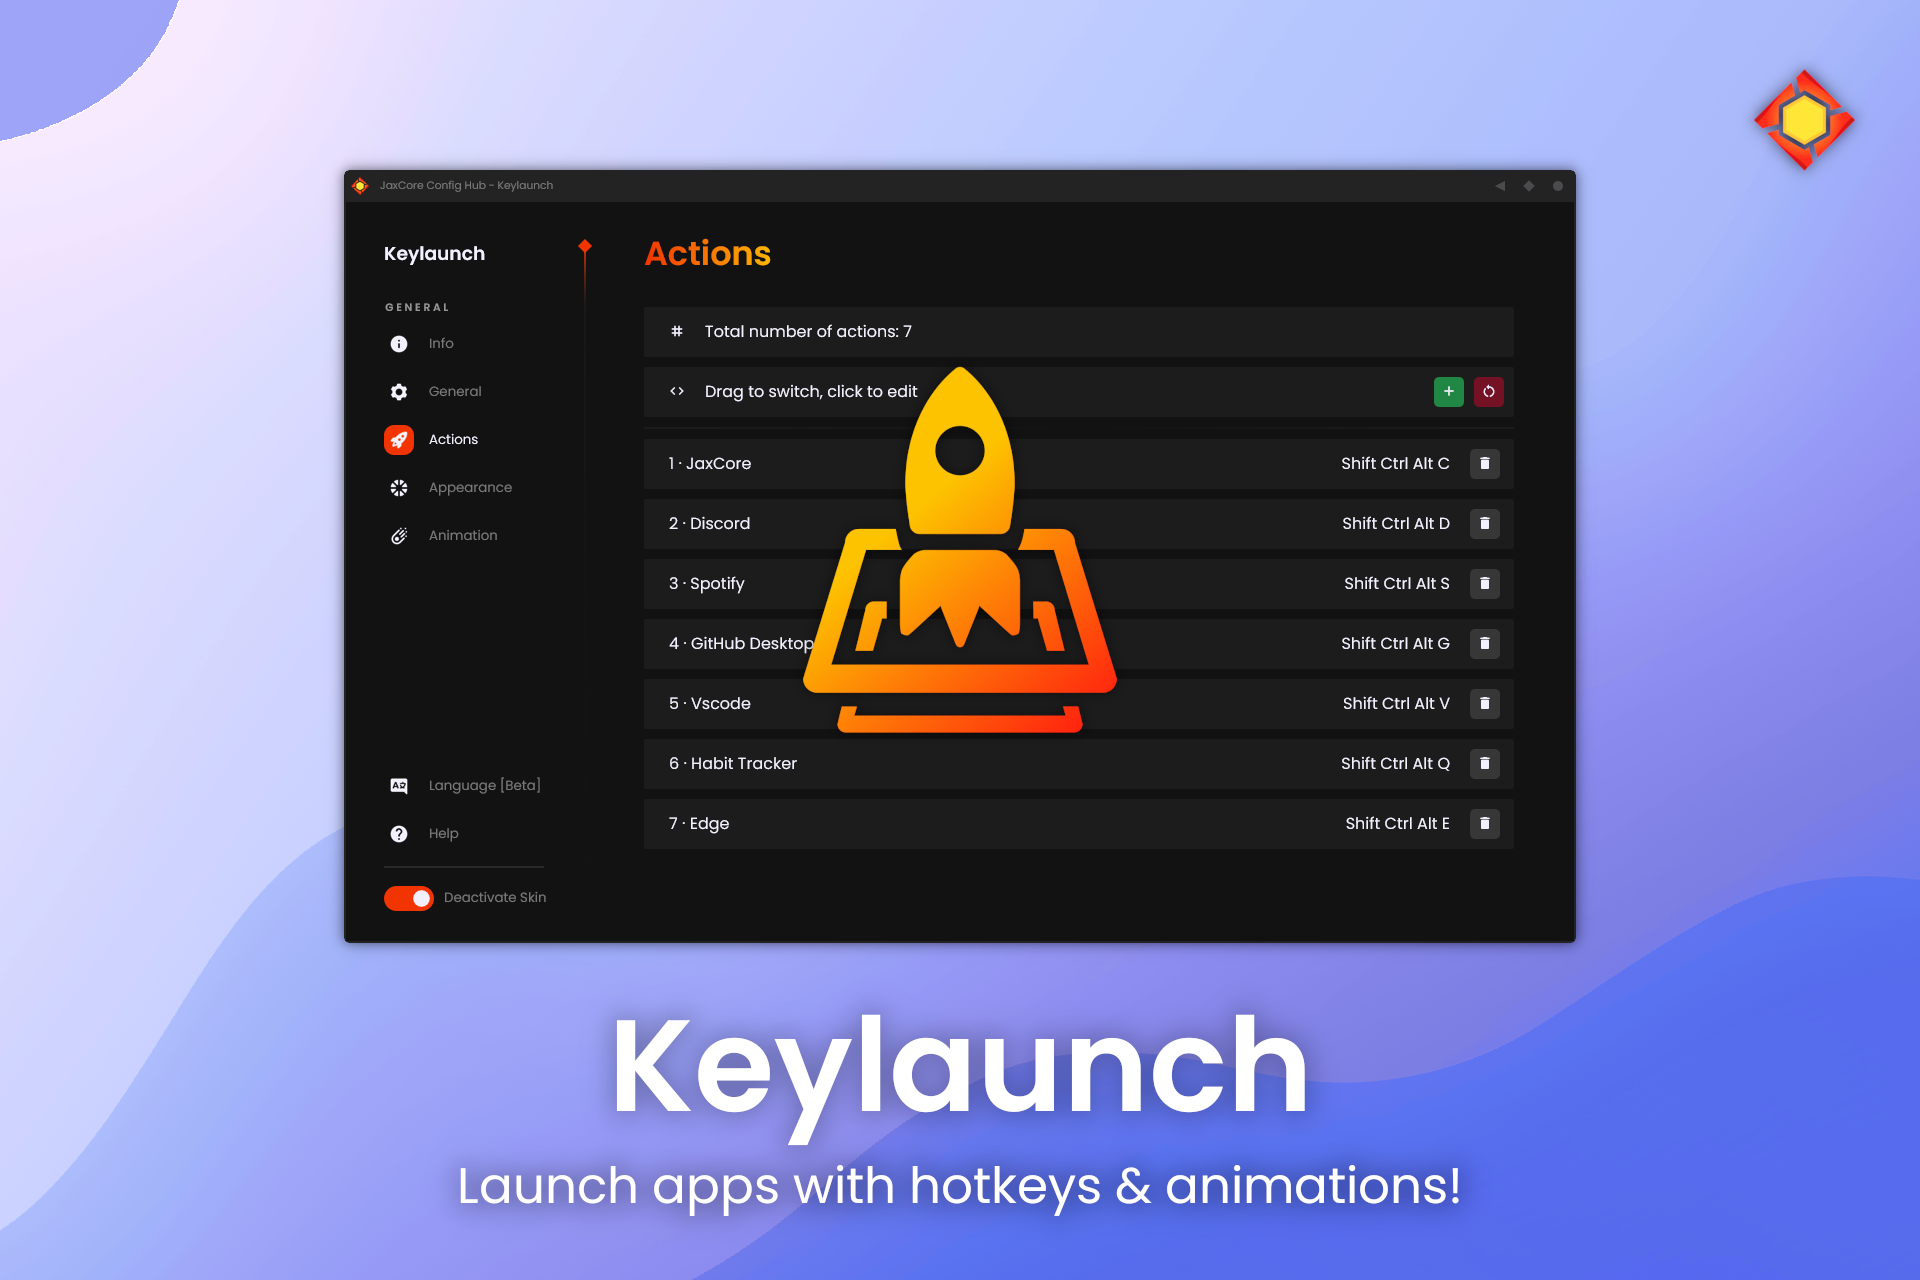 JaxCore Config Hub - Keylaunch
Keylaunch
GENERAL
Info
General
Actions
Appearance
Animation
Language [Beta]
Help
Deactivate Skin
Actions
# Total number of actions: 7
<> Drag to switch, click to edit
1 · JaxCore Shift Ctrl Alt C
2 · Discord Shift Ctrl Alt D
3 · Spotify Shift Ctrl Alt S
4 · GitHub Desktop Shift Ctrl Alt G
5 · Vscode Shift Ctrl Alt V
6 · Habit Tracker Shift Ctrl Alt Q
7 · Edge Shift Ctrl Alt E
Keylaunch
Launch apps with hotkeys & animations!